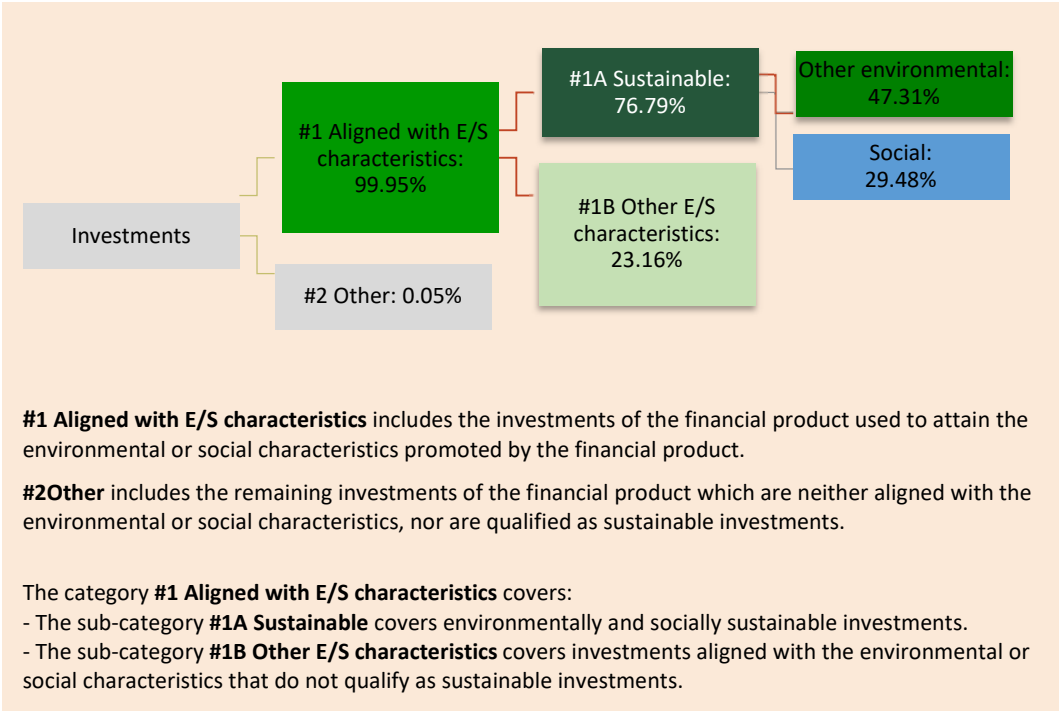 Investments
#1 Aligned with E/S
characteristics:
99.95%
#2 Other: 0.05%
#1A Sustainable:
76.79%
#1B Other E/S
characteristics:
23.16%
Other environmental:
47.31%
Social:
29.48%
#1 Aligned with E/S characteristics includes the investments of the financial product used to attain the
environmental or social characteristics promoted by the financial product.
#2Other includes the remaining investments of the financial product which are neither aligned with the
environmental or social characteristics, nor are qualified as sustainable investments.
The category #1 Aligned with E/S characteristics covers:
- The sub-category #1A Sustainable covers environmentally and socially sustainable investments.
- The sub-category #1B Other E/S characteristics covers investments aligned with the environmental or
social characteristics that do not qualify as sustainable investments.